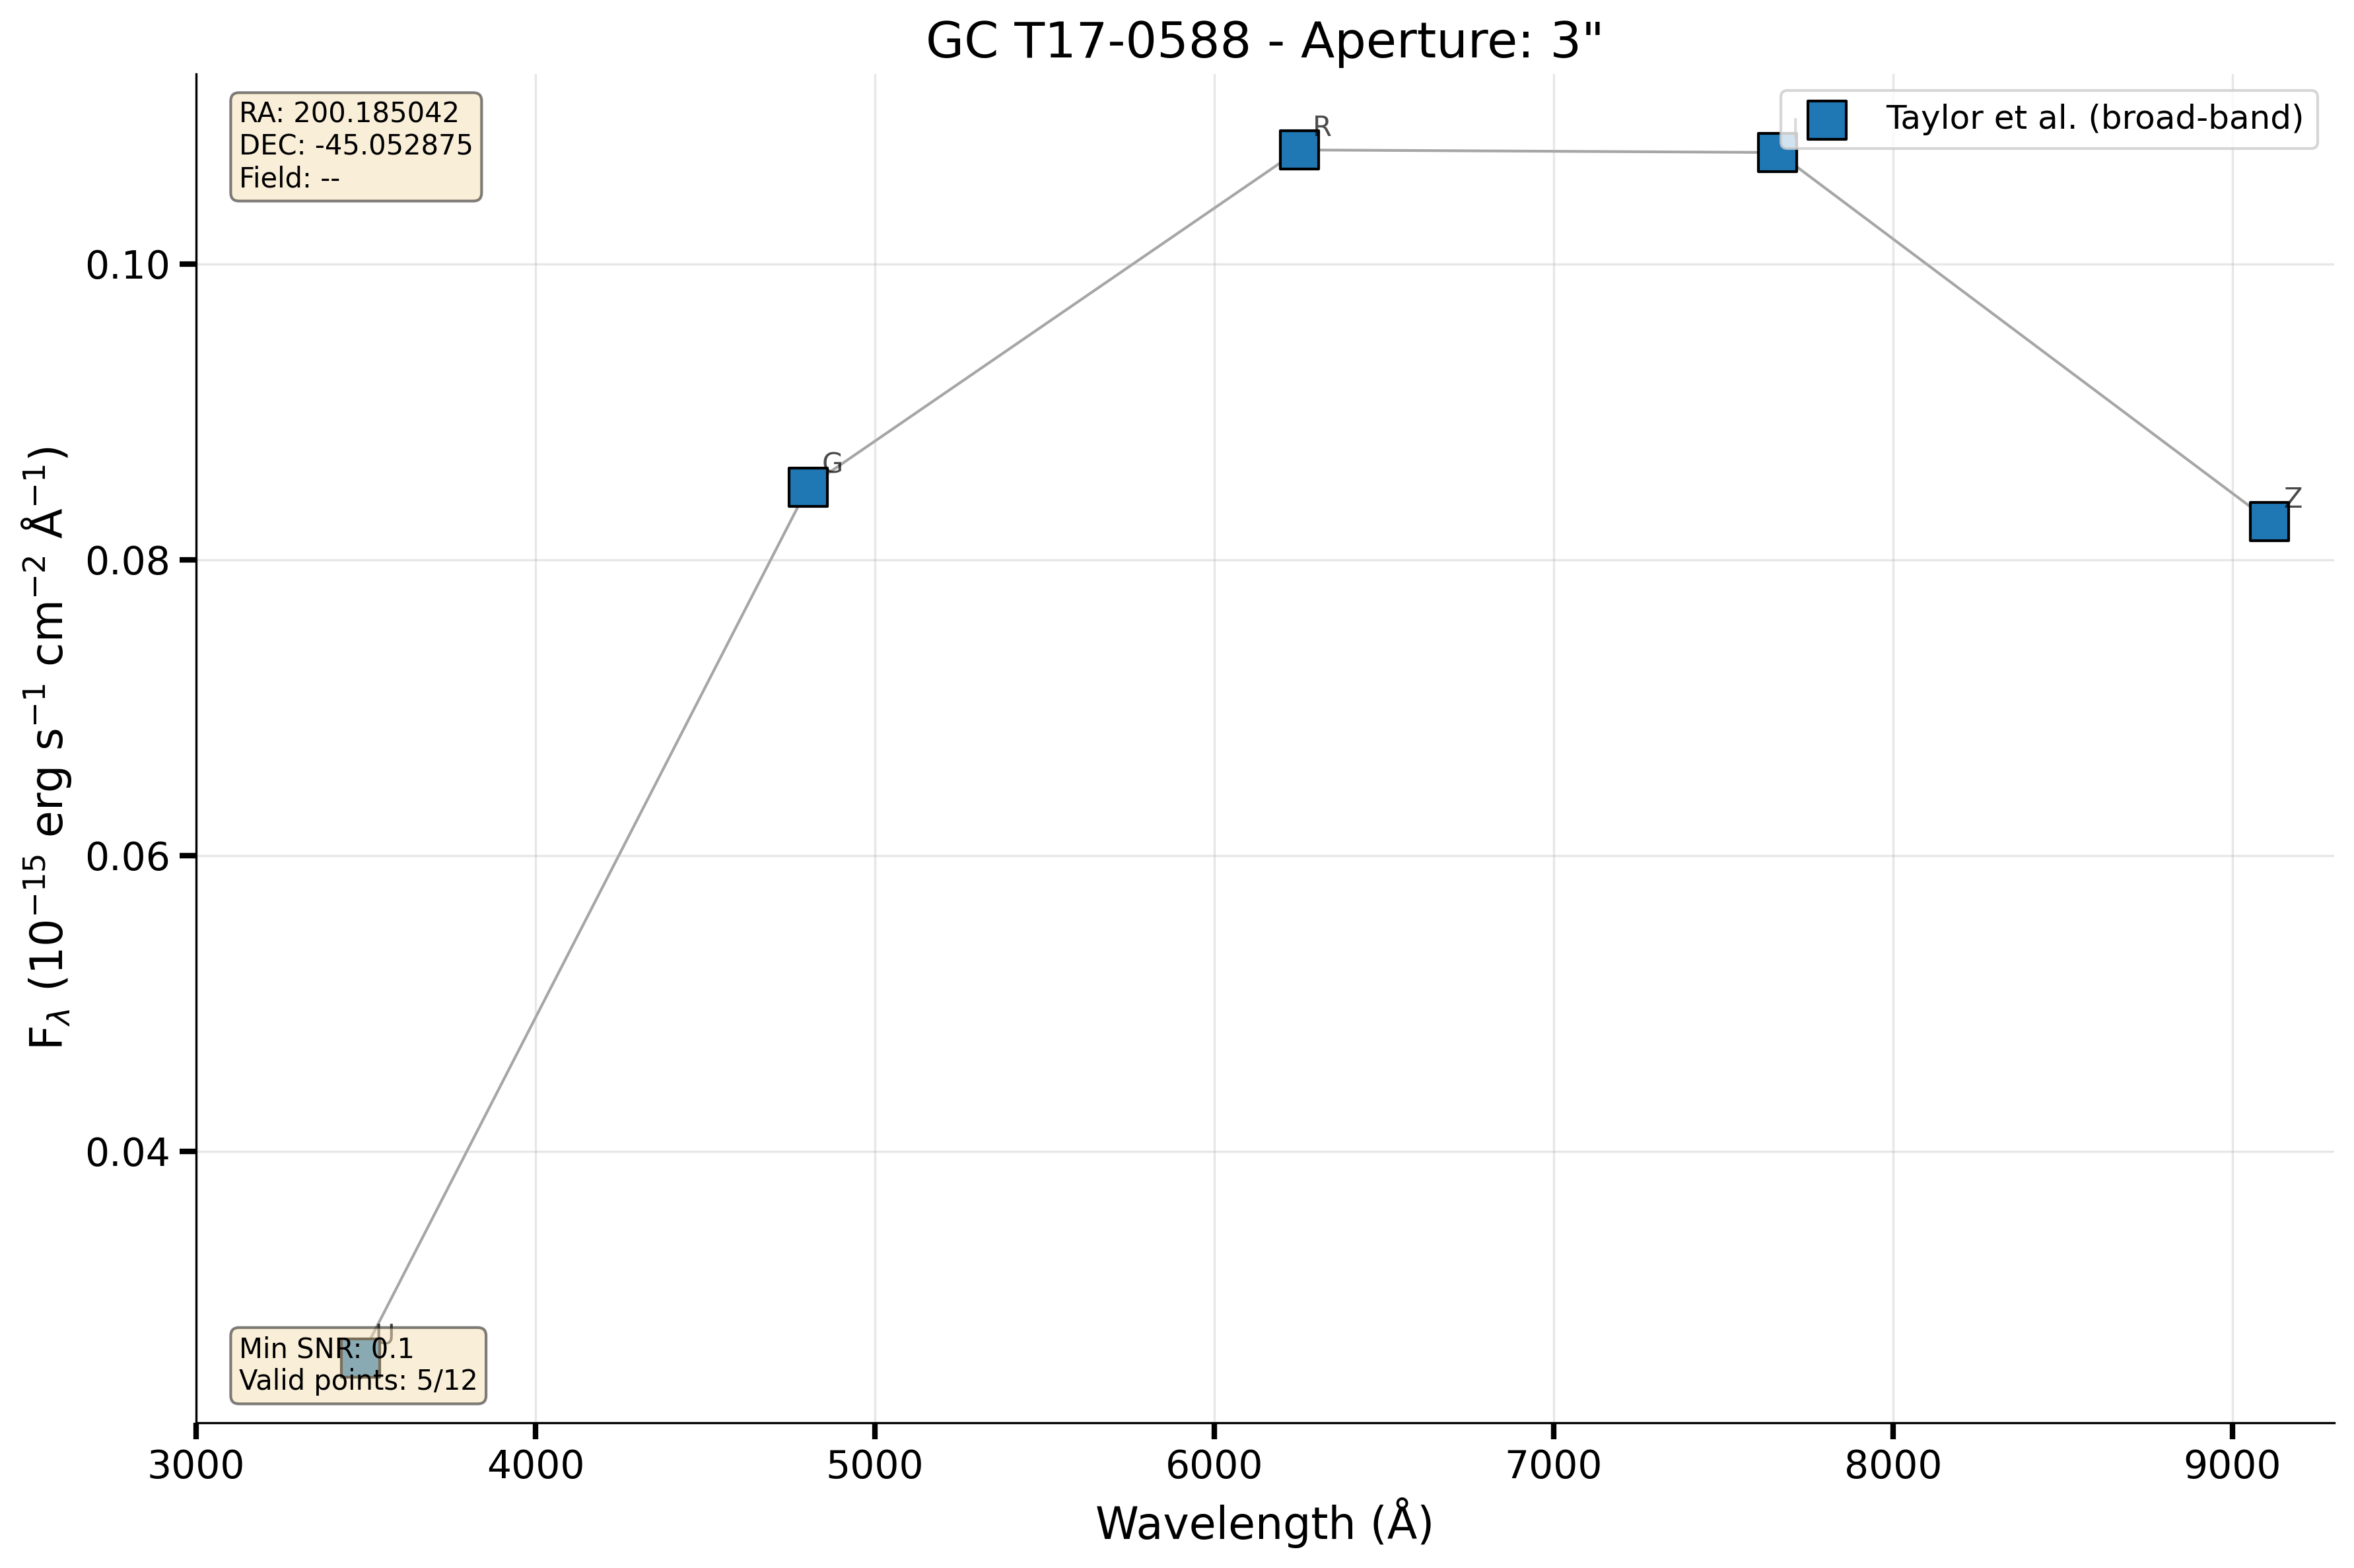 GC T17-0588 - Aperture: 3"
RA: 200.185042
DEC: -45.052875
Field: --
Taylor et al. (broad-band)
R
I
G
Z
U
Min SNR: 0.1
Valid points: 5/12
0.10
0.08
0.06
0.04
F_λ (10⁻¹⁵ erg s⁻¹ cm⁻² Å⁻¹)
3000 4000 5000 6000 7000 8000 9000
Wavelength (Å)